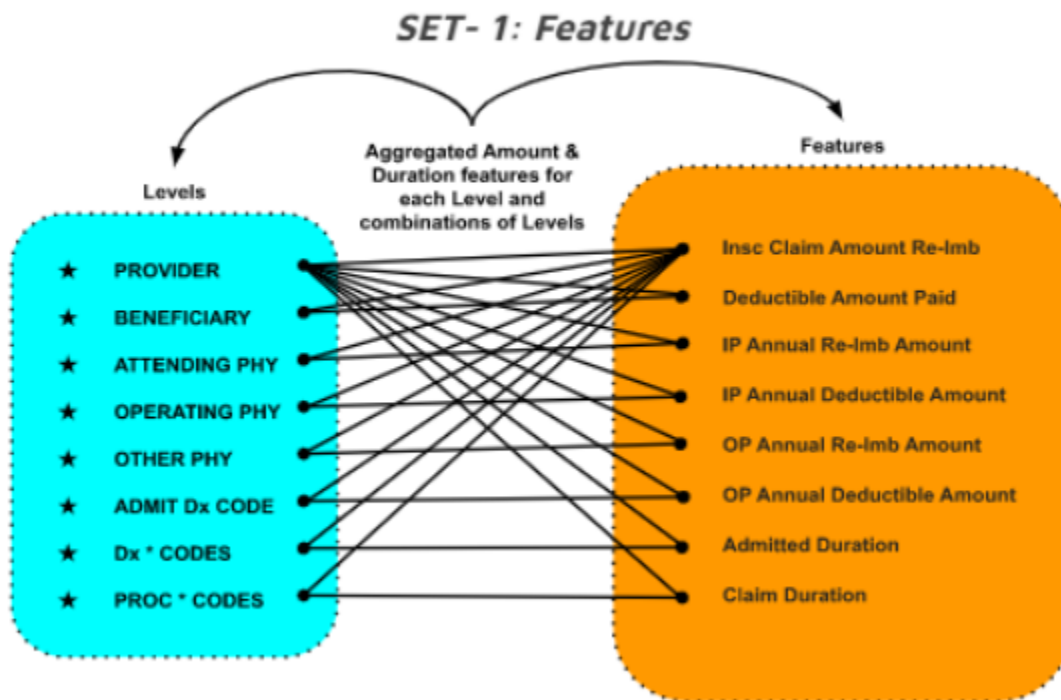 SET- 1: Features
Aggregated Amount &
Duration features for
each Level and
combinations of Levels
Levels
★ PROVIDER
★ BENEFICIARY
★ ATTENDING PHY
★ OPERATING PHY
★ OTHER PHY
★ ADMIT Dx CODE
★ Dx * CODES
★ PROC * CODES
Features
Insc Claim Amount Re-Imb
Deductible Amount Paid
IP Annual Re-Imb Amount
IP Annual Deductible Amount
OP Annual Re-Imb Amount
OP Annual Deductible Amount
Admitted Duration
Claim Duration